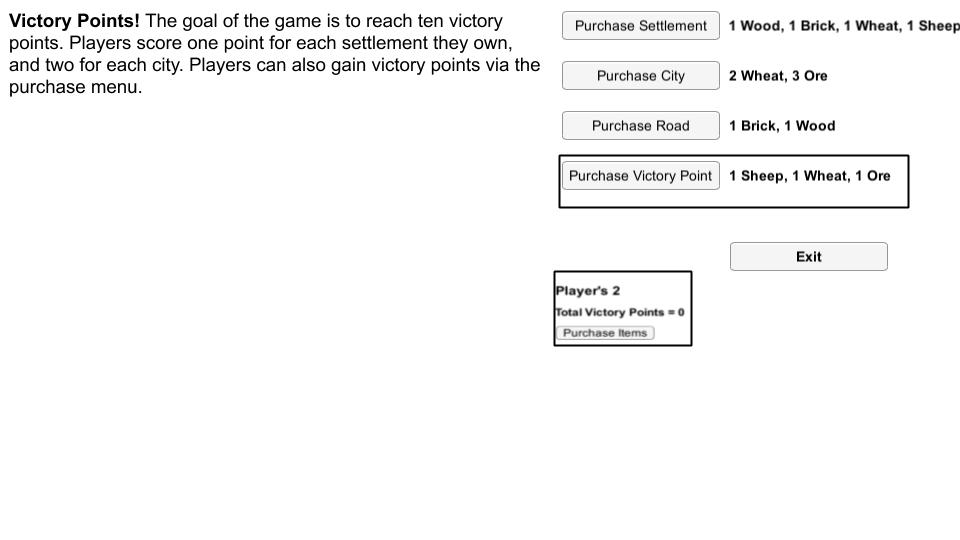 Victory Points! The goal of the game is to reach ten victory
points. Players score one point for each settlement they own,
and two for each city. Players can also gain victory points via the
purchase menu.
Purchase Settlement 1 Wood, 1 Brick, 1 Wheat, 1 Sheep
Purchase City 2 Wheat, 3 Ore
Purchase Road 1 Brick, 1 Wood
Purchase Victory Point 1 Sheep, 1 Wheat, 1 Ore
Exit
Player's 2
Total Victory Points = 0
Purchase Items